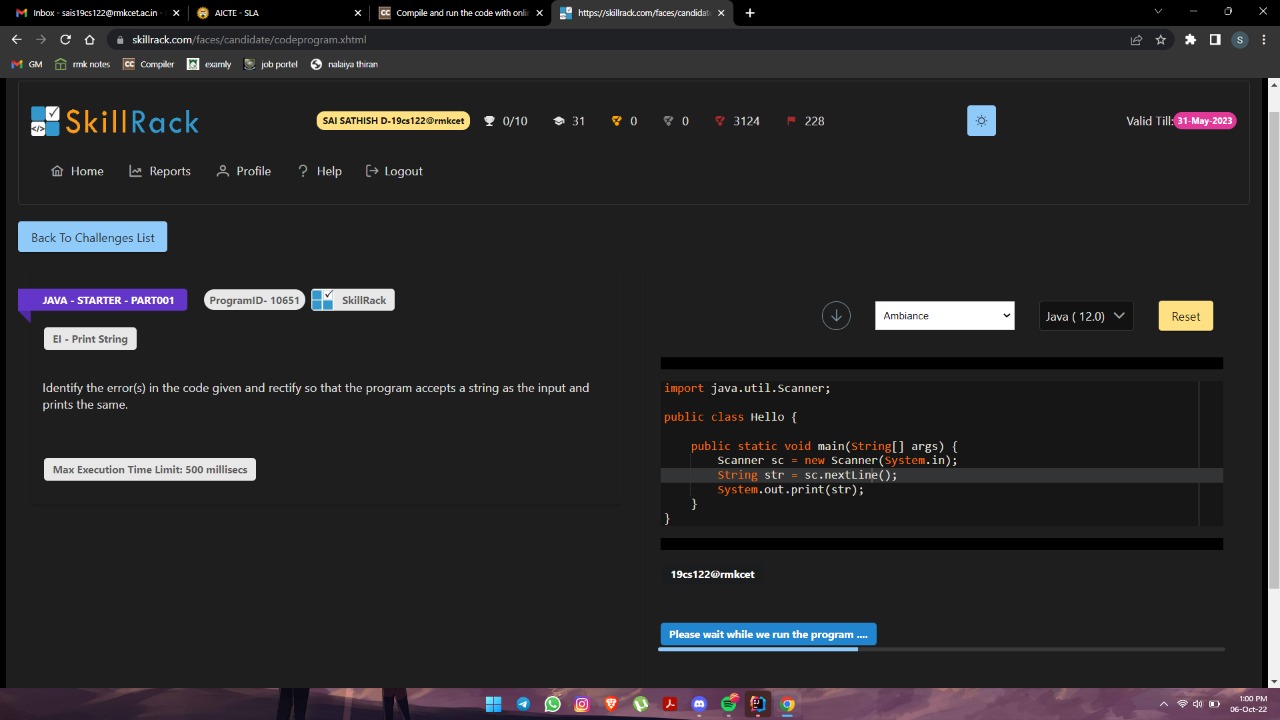 Inbox - sais19cs122@rmkcet.ac.in -
AICTE - SLA
Compile and run the code with onli
https://skillrack.com/faces/candida
skillrack.com/faces/candidate/codeprogram.xhtml
S
GM
rmk notes
CC Compiler
examly
job portel
nalaiya thiran
SkillRack
SAI SATHISH D-19cs122@rmkcet
0/10
31
0
0
3124
228
Valid Till: 31-May-2023
Home
Reports
Profile
Help
Logout
Back To Challenges List
JAVA - STARTER - PART001
ProgramID- 10651
SkillRack
EI - Print String
Identify the error(s) in the code given and rectify so that the program accepts a string as the input and
prints the same.
Max Execution Time Limit: 500 millisecs
Ambiance
Java ( 12.0)
Reset
import java.util.Scanner;
public class Hello {
public static void main(String[] args) {
Scanner sc = new Scanner(System.in);
String str = sc.nextLine();
System.out.print(str);
}
}
19cs122@rmkcet
Please wait while we run the program ....
1:00 PM
06-Oct-22